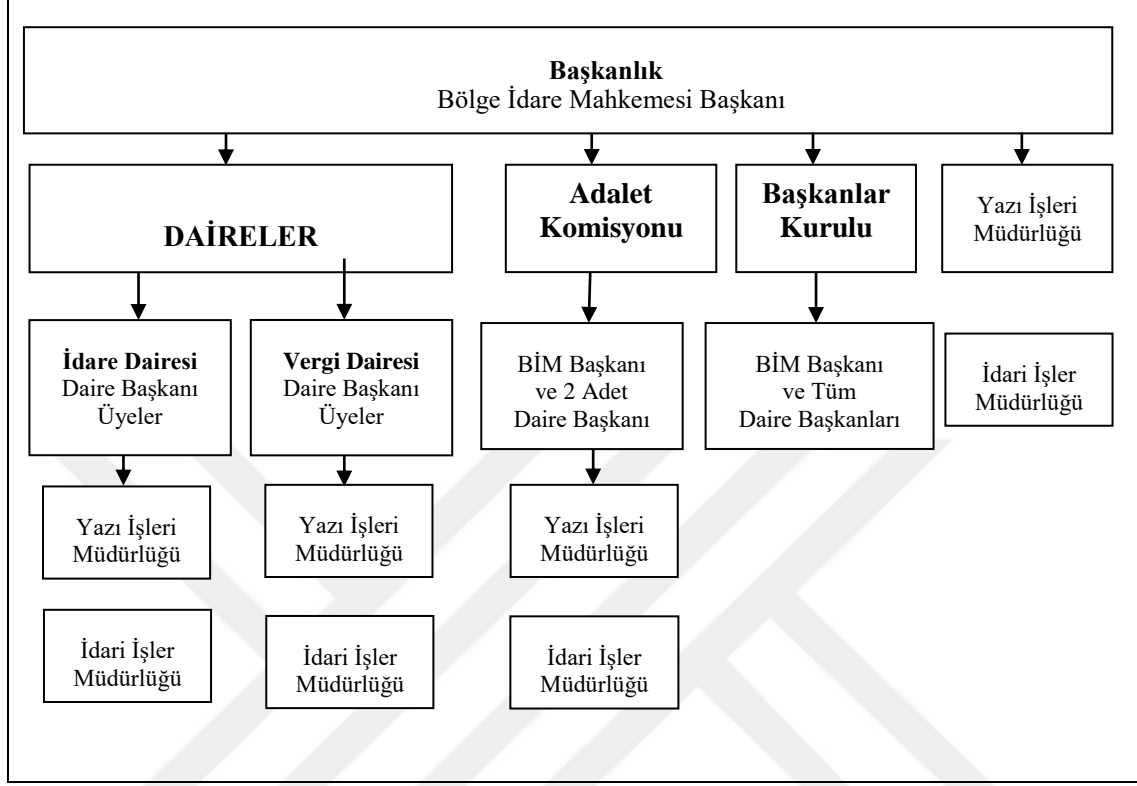 Başkanlık
Bölge İdare Mahkemesi Başkanı
DAİRELER
Adalet
Komisyonu
Başkanlar
Kurulu
Yazı İşleri
Müdürlüğü
İdare Dairesi
Daire Başkanı
Üyeler
Vergi Dairesi
Daire Başkanı
Üyeler
BİM Başkanı
ve 2 Adet
Daire Başkanı
BİM Başkanı
ve Tüm
Daire Başkanları
İdari İşler
Müdürlüğü
Yazı İşleri
Müdürlüğü
Yazı İşleri
Müdürlüğü
Yazı İşleri
Müdürlüğü
İdari İşler
Müdürlüğü
İdari İşler
Müdürlüğü
İdari İşler
Müdürlüğü